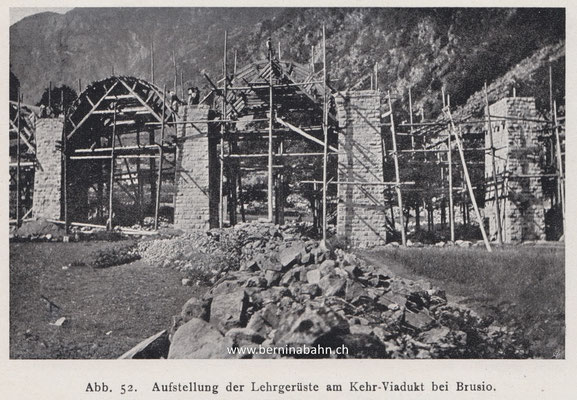 www.berninabahn.ch
Abb. 52. Aufstellung der Lehrgerüste am Kehr-Viadukt bei Brusio.